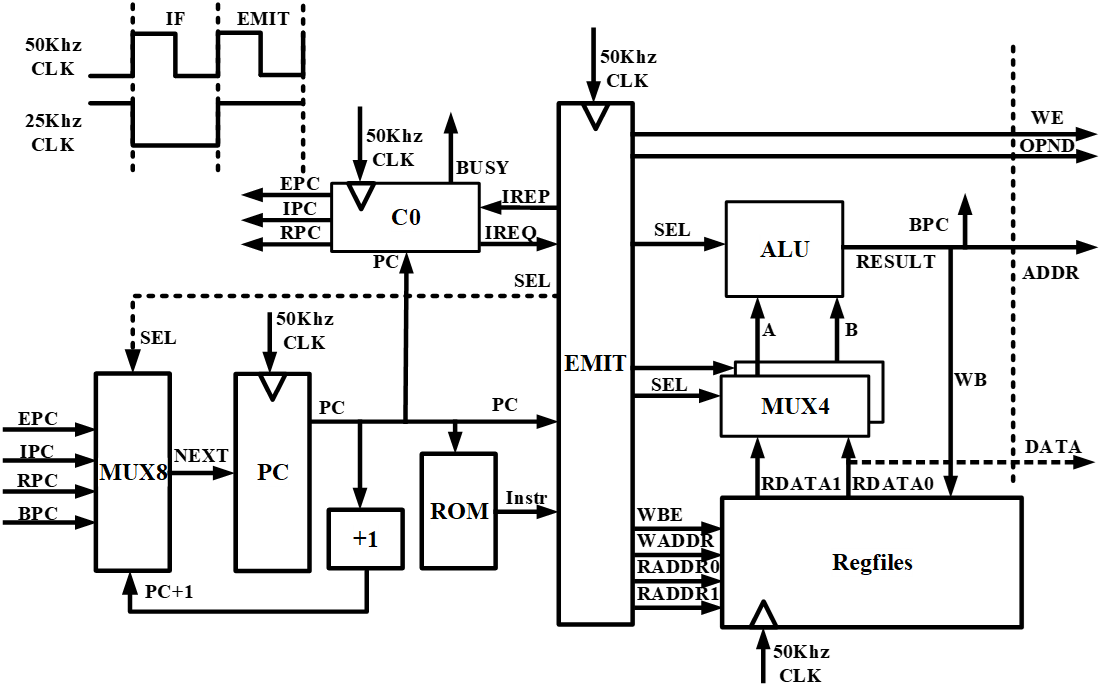 IF
EMIT
50Khz
CLK
25Khz
CLK
50Khz
CLK
BUSY
EPC
IPC
RPC
C0
IREP
IREQ
PC
SEL
50Khz
CLK
EMIT
WE
OPND
SEL
ALU
BPC
RESULT
ADDR
A
B
SEL
MUX4
WB
DATA
RDATA1
RDATA0
WBE
WADDR
RADDR0
RADDR1
Regfiles
50Khz
CLK
SEL
50Khz
CLK
EPC
IPC
RPC
BPC
MUX8
NEXT
PC
PC
PC
ROM
Instr
+1
PC+1